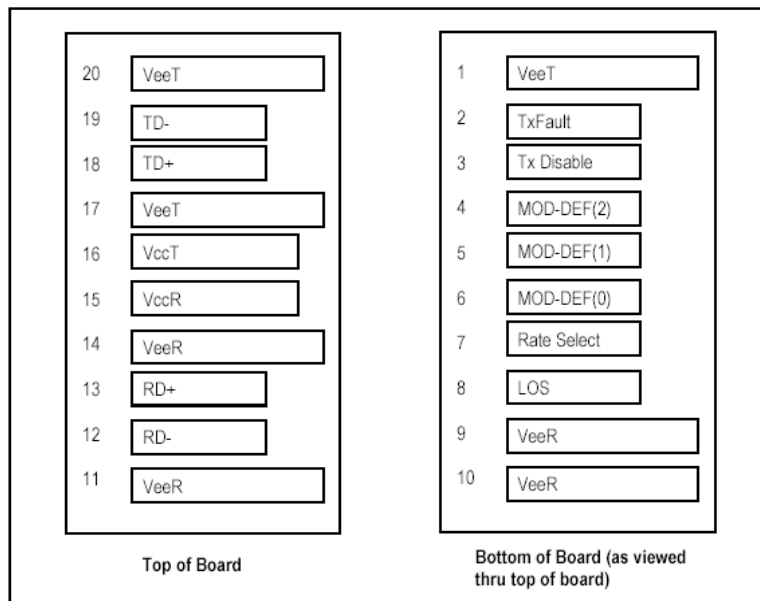 20 VeeT
19 TD-
18 TD+
17 VeeT
16 VccT
15 VccR
14 VeeR
13 RD+
12 RD-
11 VeeR
Top of Board
1 VeeT
2 TxFault
3 Tx Disable
4 MOD-DEF(2)
5 MOD-DEF(1)
6 MOD-DEF(0)
7 Rate Select
8 LOS
9 VeeR
10 VeeR
Bottom of Board (as viewed
thru top of board)